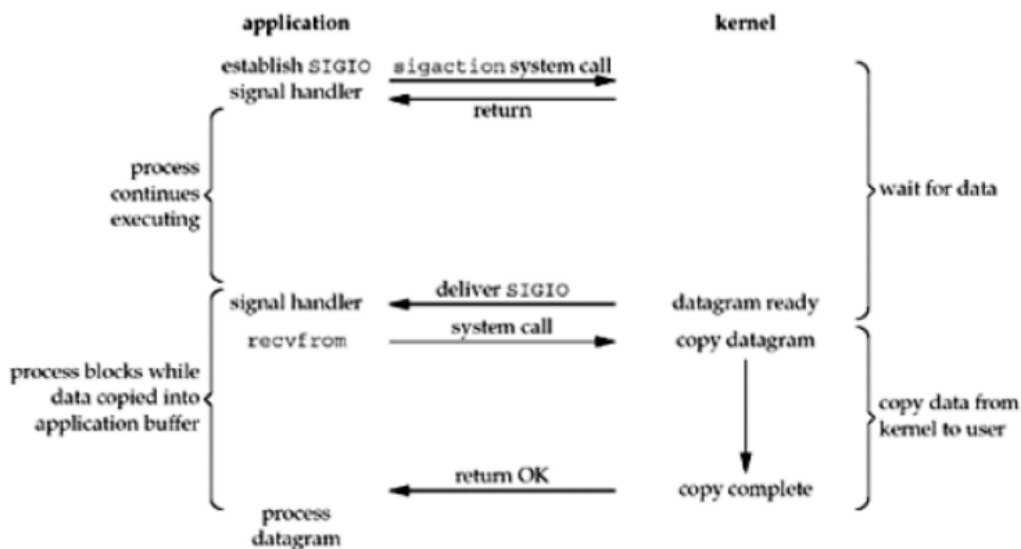 application
kernel
establish SIGIO
sigaction system call
signal handler
return
process
continues
executing
wait for data
deliver SIGIO
signal handler
datagram ready
system call
recvfrom
copy datagram
process blocks while
data copied into
application buffer
copy data from
kernel to user
return OK
copy complete
process
datagram